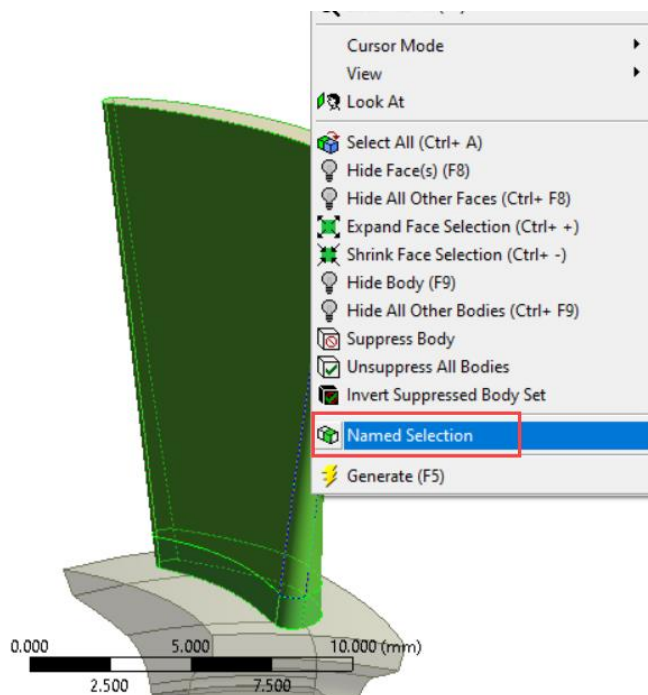 Cursor Mode
View
Look At
Select All (Ctrl+ A)
Hide Face(s) (F8)
Hide All Other Faces (Ctrl+ F8)
Expand Face Selection (Ctrl+ +)
Shrink Face Selection (Ctrl+ -)
Hide Body (F9)
Hide All Other Bodies (Ctrl+ F9)
Suppress Body
Unsuppress All Bodies
Invert Suppressed Body Set
Named Selection
Generate (F5)
0.000 5.000 10.000 (mm)
2.500 7.500